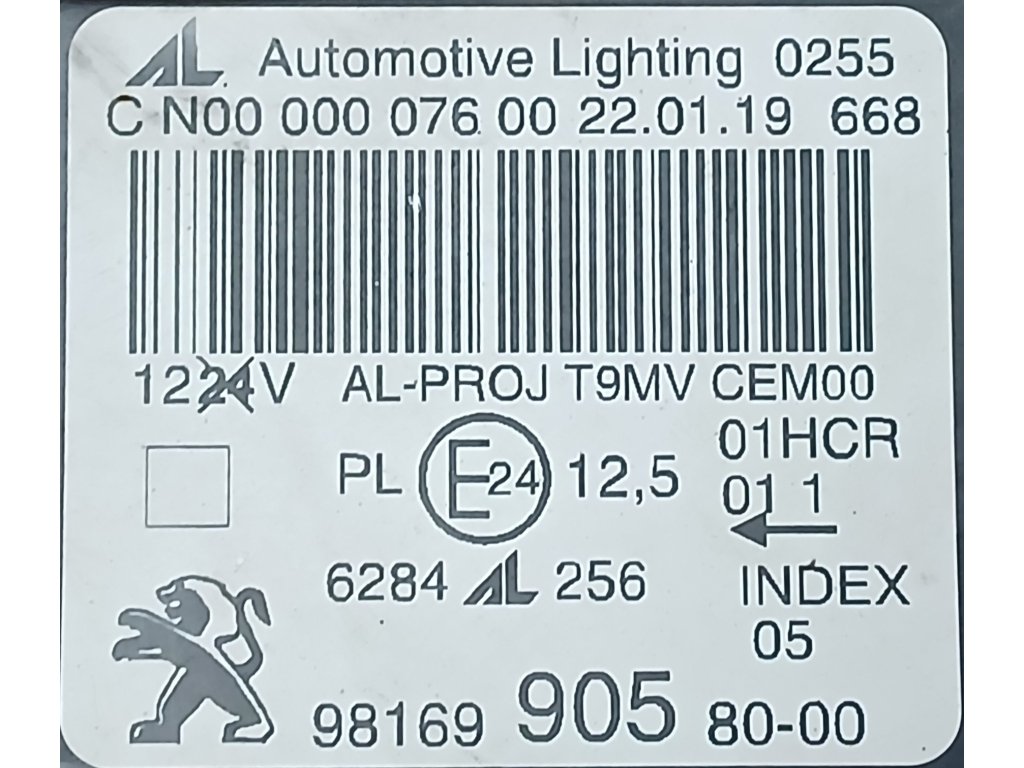 AL Automotive Lighting 0255
C N00 000 076 00 22.01.19 668
12 24 V AL-PROJ T9MV CEM00
01HCR
PL E24 12,5 01 1
6284 AL 256 INDEX
05
98169 905 80-00